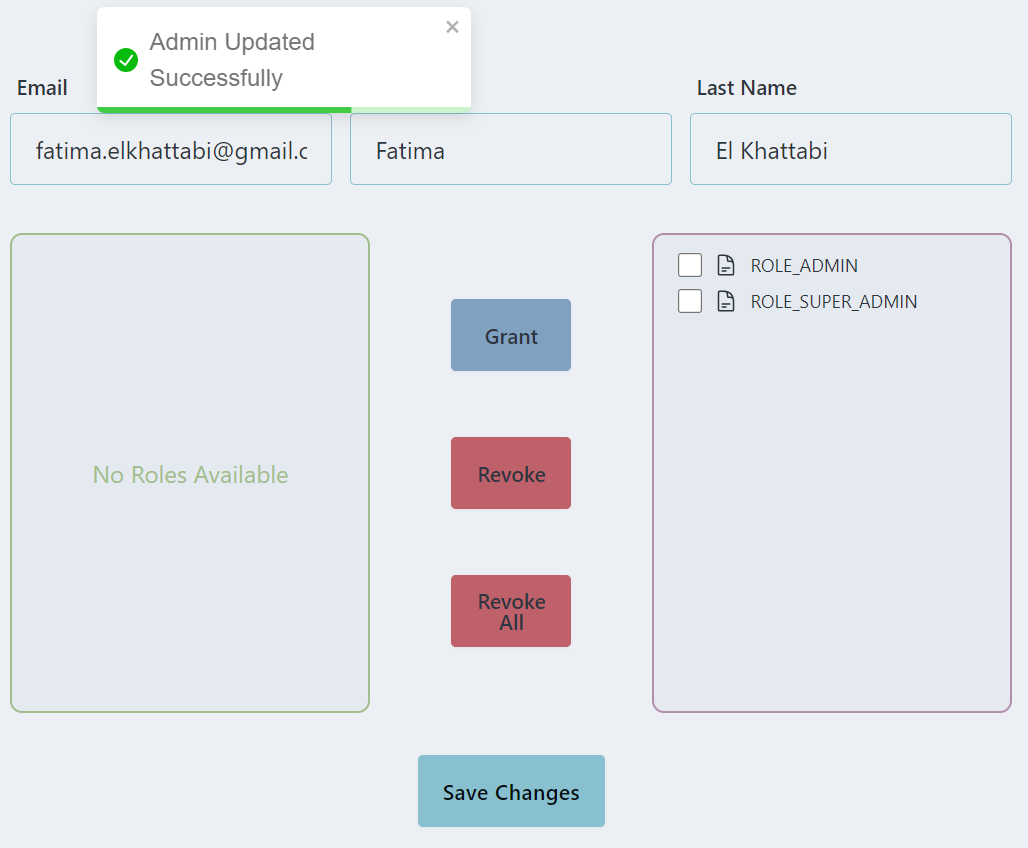 Admin Updated
Successfully
Email
Last Name
fatima.elkhattabi@gmail.c
Fatima
El Khattabi
No Roles Available
Grant
Revoke
Revoke
All
ROLE_ADMIN
ROLE_SUPER_ADMIN
Save Changes